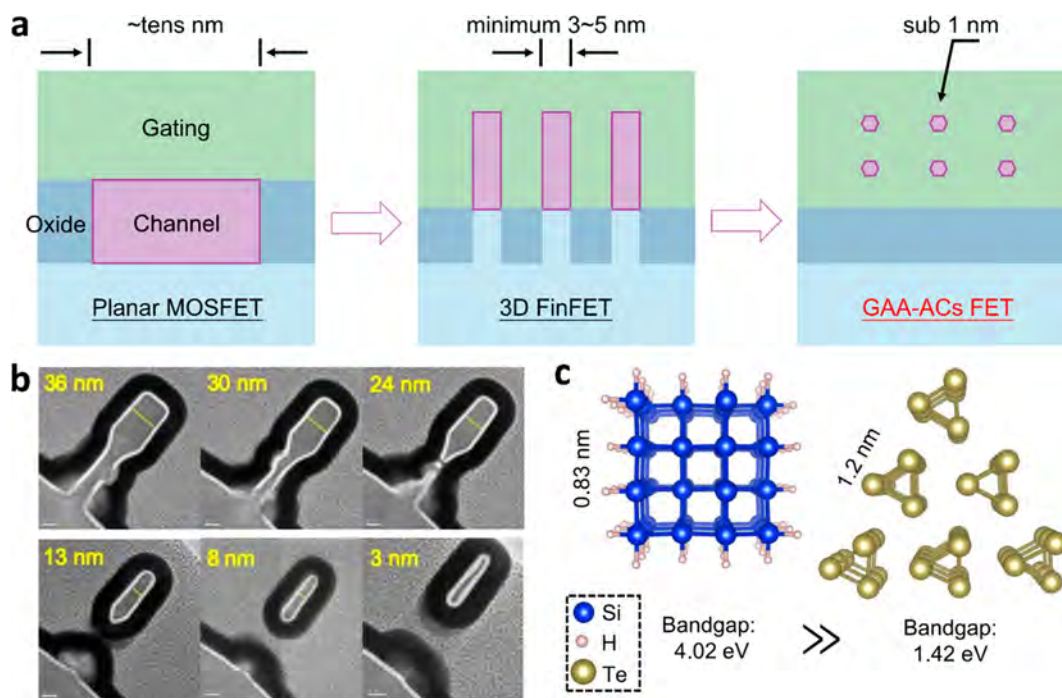 a
~tens nm
minimum 3~5 nm
sub 1 nm
Gating
Oxide
Channel
Planar MOSFET
3D FinFET
GAA-ACs FET
b
36 nm
30 nm
24 nm
13 nm
8 nm
3 nm
c
0.83 nm
1.2 nm
Si
H
Te
Bandgap:
4.02 eV
>>
Bandgap:
1.42 eV